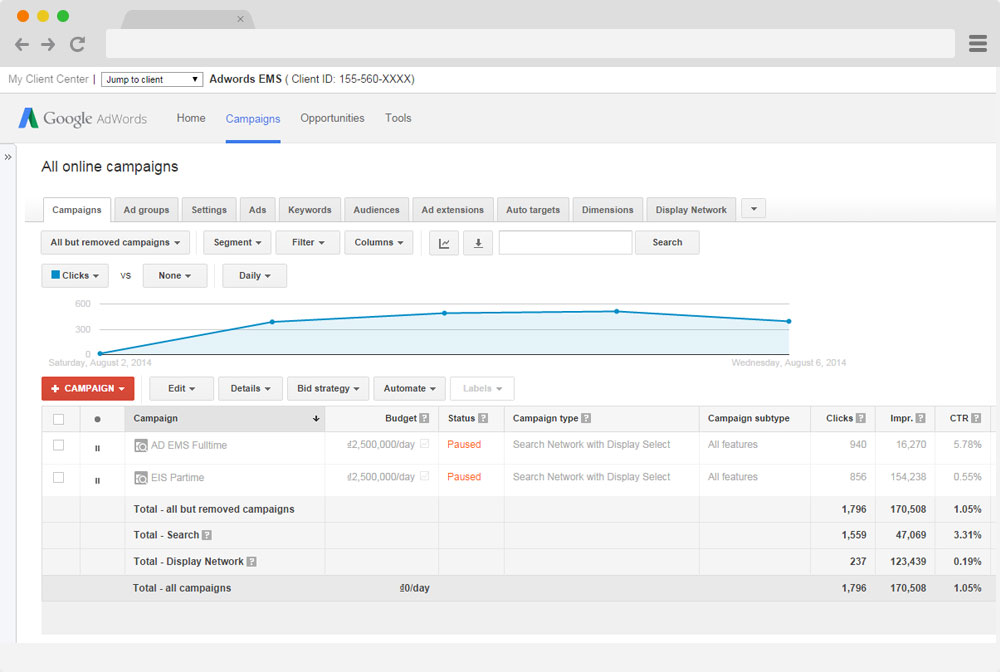 My Client Center | Jump to client Adwords EMS ( Client ID: 155-560-XXXX)
Google AdWords Home Campaigns Opportunities Tools
All online campaigns
Campaigns Ad groups Settings Ads Keywords Audiences Ad extensions Auto targets Dimensions Display Network
All but removed campaigns Segment Filter Columns Search
Clicks VS None Daily
600
300
0
Saturday, August 2, 2014 Wednesday, August 6, 2014
+ CAMPAIGN Edit Details Bid strategy Automate Labels
Campaign Budget ? Status ? Campaign type ? Campaign subtype Clicks ? Impr. ? CTR ?
AD EMS Fulltime ₫2,500,000/day Paused Search Network with Display Select All features 940 16,270 5.78%
EIS Partime ₫2,500,000/day Paused Search Network with Display Select All features 856 154,238 0.55%
Total - all but removed campaigns 1,796 170,508 1.05%
Total - Search ? 1,559 47,069 3.31%
Total - Display Network ? 237 123,439 0.19%
Total - all campaigns ₫0/day 1,796 170,508 1.05%